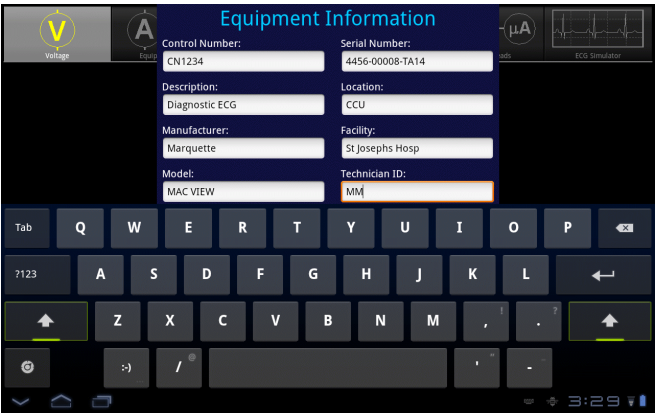 Equipment Information
V
Voltage
A
Equip
µA
ads
ECG Simulator
Control Number:
Serial Number:
CN1234
4456-00008-TA14
Description:
Location:
Diagnostic ECG
CCU
Manufacturer:
Facility:
Marquette
St Josephs Hosp
Model:
Technician ID:
MAC VIEW
MM
Tab Q W E R T Y U I O P
?123 A S D F G H J K L
Z X C V B N M , ! . ?
:-) / @ ' " -
3:29